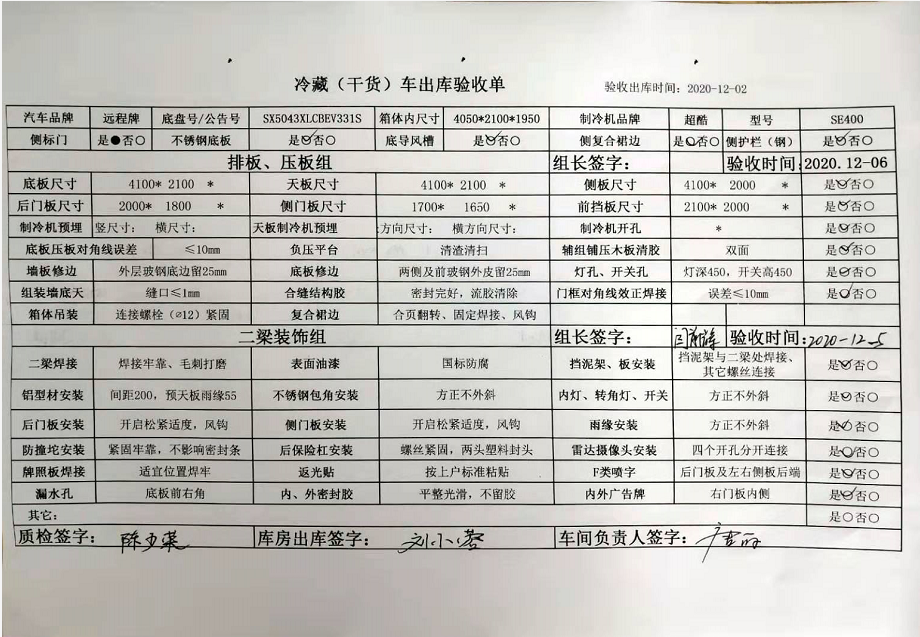 冷藏（干货）车出库验收单
验收出库时间：2020-12-02
汽车品牌 远程牌 底盘号/公告号 SX5043XLCBEV331S 箱体内尺寸 4050*2100*1950 制冷机品牌 超酷 型号 SE400
侧标门 是●否○ 不锈钢底板 是○否○ 底导风槽 是○否○ 侧复合裙边 是○否○ 侧护栏（钢） 是○否○
排板、压板组 组长签字： 验收时间:2020.12-06
底板尺寸 4100* 2100 * 天板尺寸 4100* 2100 * 侧板尺寸 4100* 2000 * 是○否○
后门板尺寸 2000* 1800 * 侧门板尺寸 1700* 1650 * 前挡板尺寸 2100* 2000 * 是○否○
制冷机预埋 竖尺寸： 横尺寸： 天板制冷机预埋 方向尺寸： 横方向尺寸： 制冷机开孔 * 是○否○
底板压板对角线误差 ≤10mm 负压平台 清渣清扫 辅组铺压木板清胶 双面 是○否○
墙板修边 外层玻钢底边留25mm 底板修边 两侧及前玻钢外皮留25mm 灯孔、开关孔 灯深450，开关高450 是○否○
组装墙底天 缝口≤1mm 合缝结构胶 密封完好，流胶清除 门框对角线效正焊接 误差≤10mm 是○否○
箱体吊装 连接螺栓（⌀12）紧固 复合裙边 合页翻转、固定焊接、风钩
二梁装饰组 组长签字： 验收时间:2020-12-5
二梁焊接 焊接牢靠、毛刺打磨 表面油漆 国标防腐 挡泥架、板安装 挡泥架与二梁处焊接、其它螺丝连接 是○否○
铝型材安装 间距200，预天板雨缘55 不锈钢包角安装 方正不外斜 内灯、转角灯、开关 方正不外斜 是○否○
后门板安装 开启松紧适度，风钩 侧门板安装 开启松紧适度，风钩 雨缘安装 方正不外斜 是○否○
防撞坨安装 紧固牢靠，不影响密封条 后保险杠安装 螺丝紧固，两头塑料封头 雷达摄像头安装 四个开孔分开连接 是○否○
牌照板焊接 适宜位置焊牢 返光贴 按上户标准粘贴 F类喷字 后门板及左右侧板后端 是○否○
漏水孔 底板前右角 内、外密封胶 平整光滑，不留胶 内外广告牌 右门板内侧 是○否○
其它： 是○否○
质检签字： 库房出库签字： 刘小蓉 车间负责人签字：